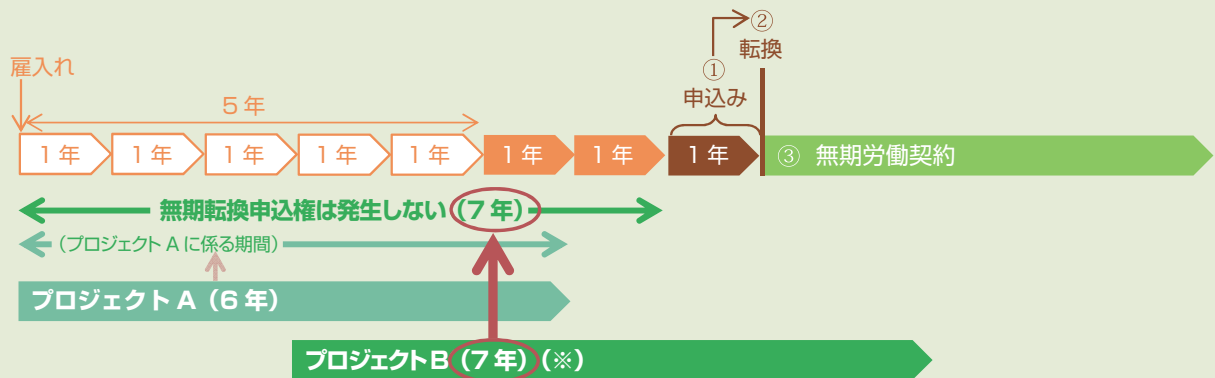 ②
転換
雇入れ
①
申込み
5年
1年 1年 1年 1年 1年 1年 1年 1年 ③ 無期労働契約
無期転換申込権は発生しない（7年）
（プロジェクトAに係る期間）
プロジェクトA（6年）
プロジェクトB（7年）（※）